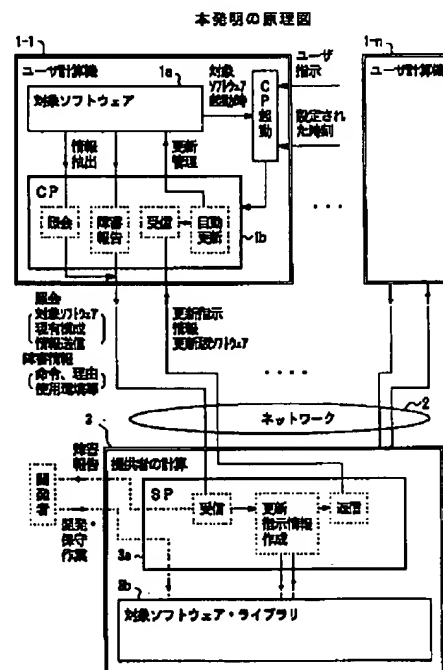 本発明の原理図
1-1
1-n
ユーザ計算機
1a
対象ソフトウェア
対象
ソフトウェア
起動時
CP起動
ユーザ
指示
設定され
た時刻
ユーザ計算機
情報
抽出
更新
管理
CP
照会
障害
報告
受信
自動
更新
1b
照会
対象ソフトウェア
現有構成
情報送信
障害情報
命令、理由
使用環境等
更新指示
情報
更新版ソフトウェア
ネットワーク
2
3
障害
報告
提供者の計算
開発者
開発・
保守
作業
SP
受信
更新
指示情報
作成
返信
3a
3b
対象ソフトウェア・ライブラリ